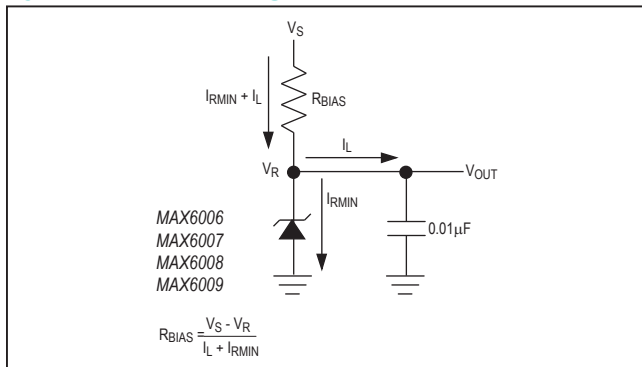 VS
IRMIN + IL
RBIAS
IL
VR
VOUT
IRMIN
MAX6006
MAX6007
MAX6008
MAX6009
0.01µF
RBIAS = VS - VR
IL + IRMIN